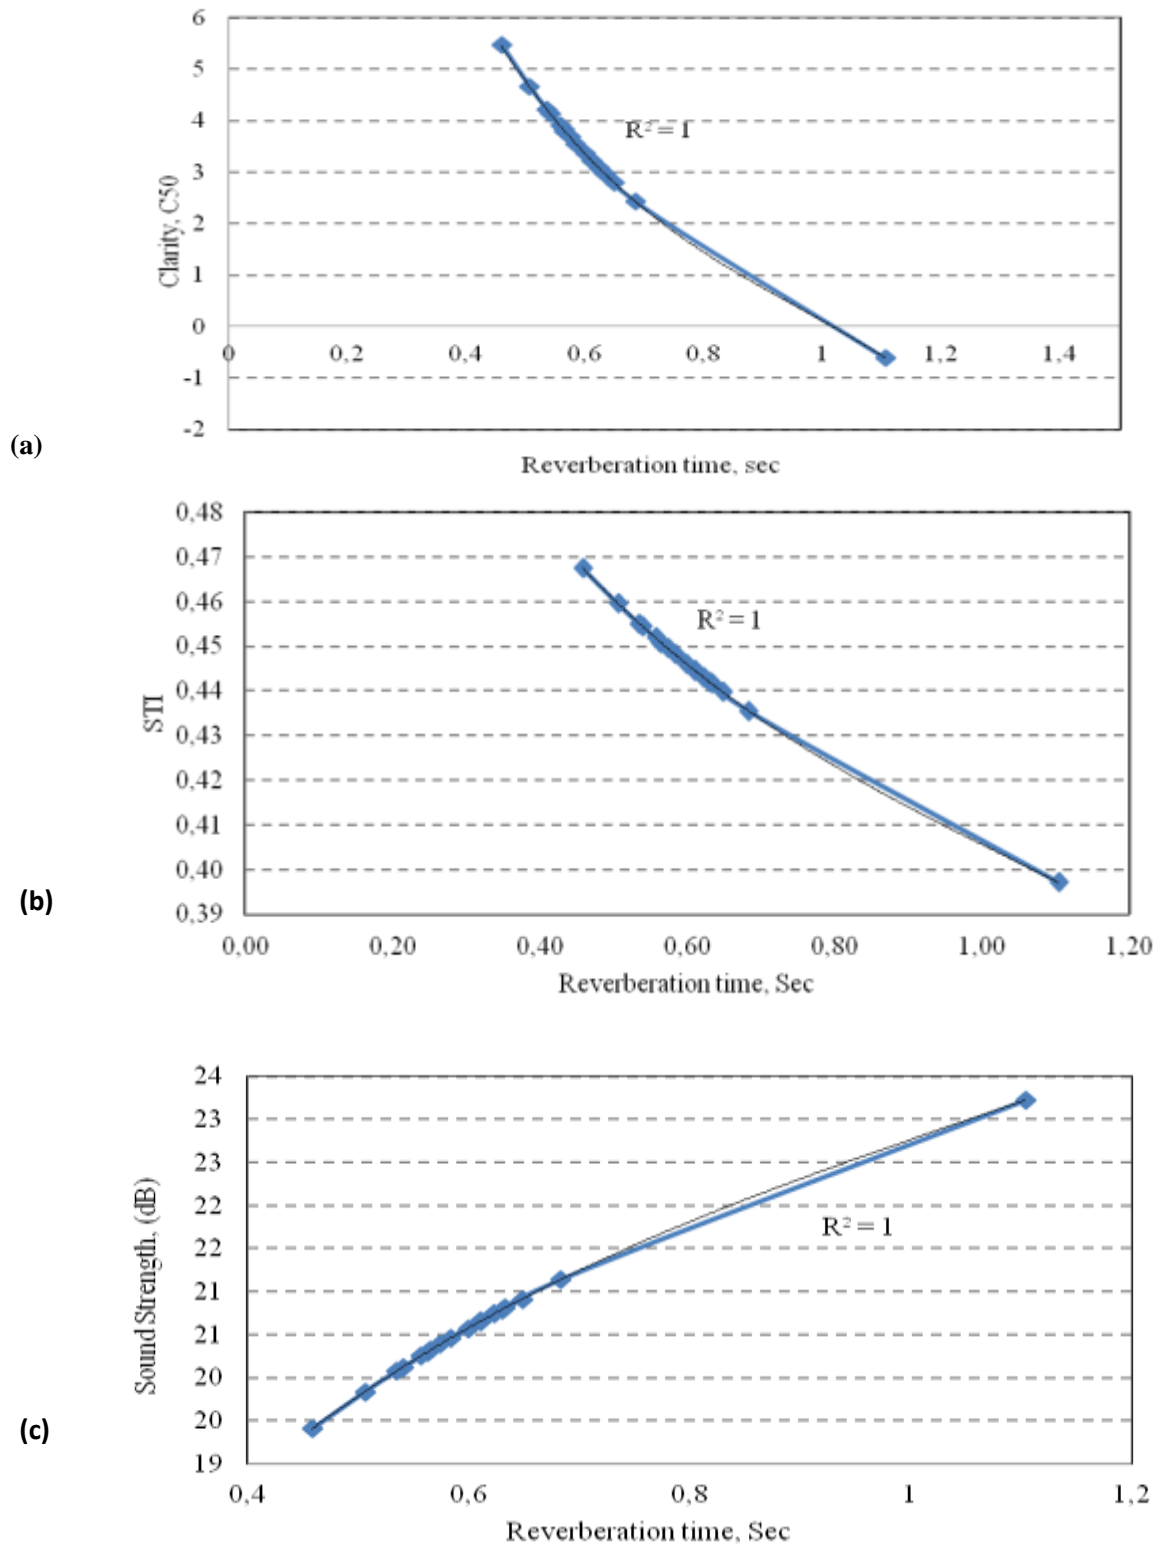 6
5
4
R² = 1
3
2
1
0
0 0,2 0,4 0,6 0,8 1 1,2 1,4
-1
-2
Clarity, C50
(a)
Reverberation time, sec
0,48
0,47
0,46
R² = 1
0,45
0,44
0,43
0,42
0,41
0,40
0,39
STI
(b)
0,00 0,20 0,40 0,60 0,80 1,00 1,20
Reverberation time, Sec
24
23
23
22
R² = 1
22
21
21
20
20
19
Sound Strength, (dB)
(c)
0,4 0,6 0,8 1 1,2
Reverberation time, Sec